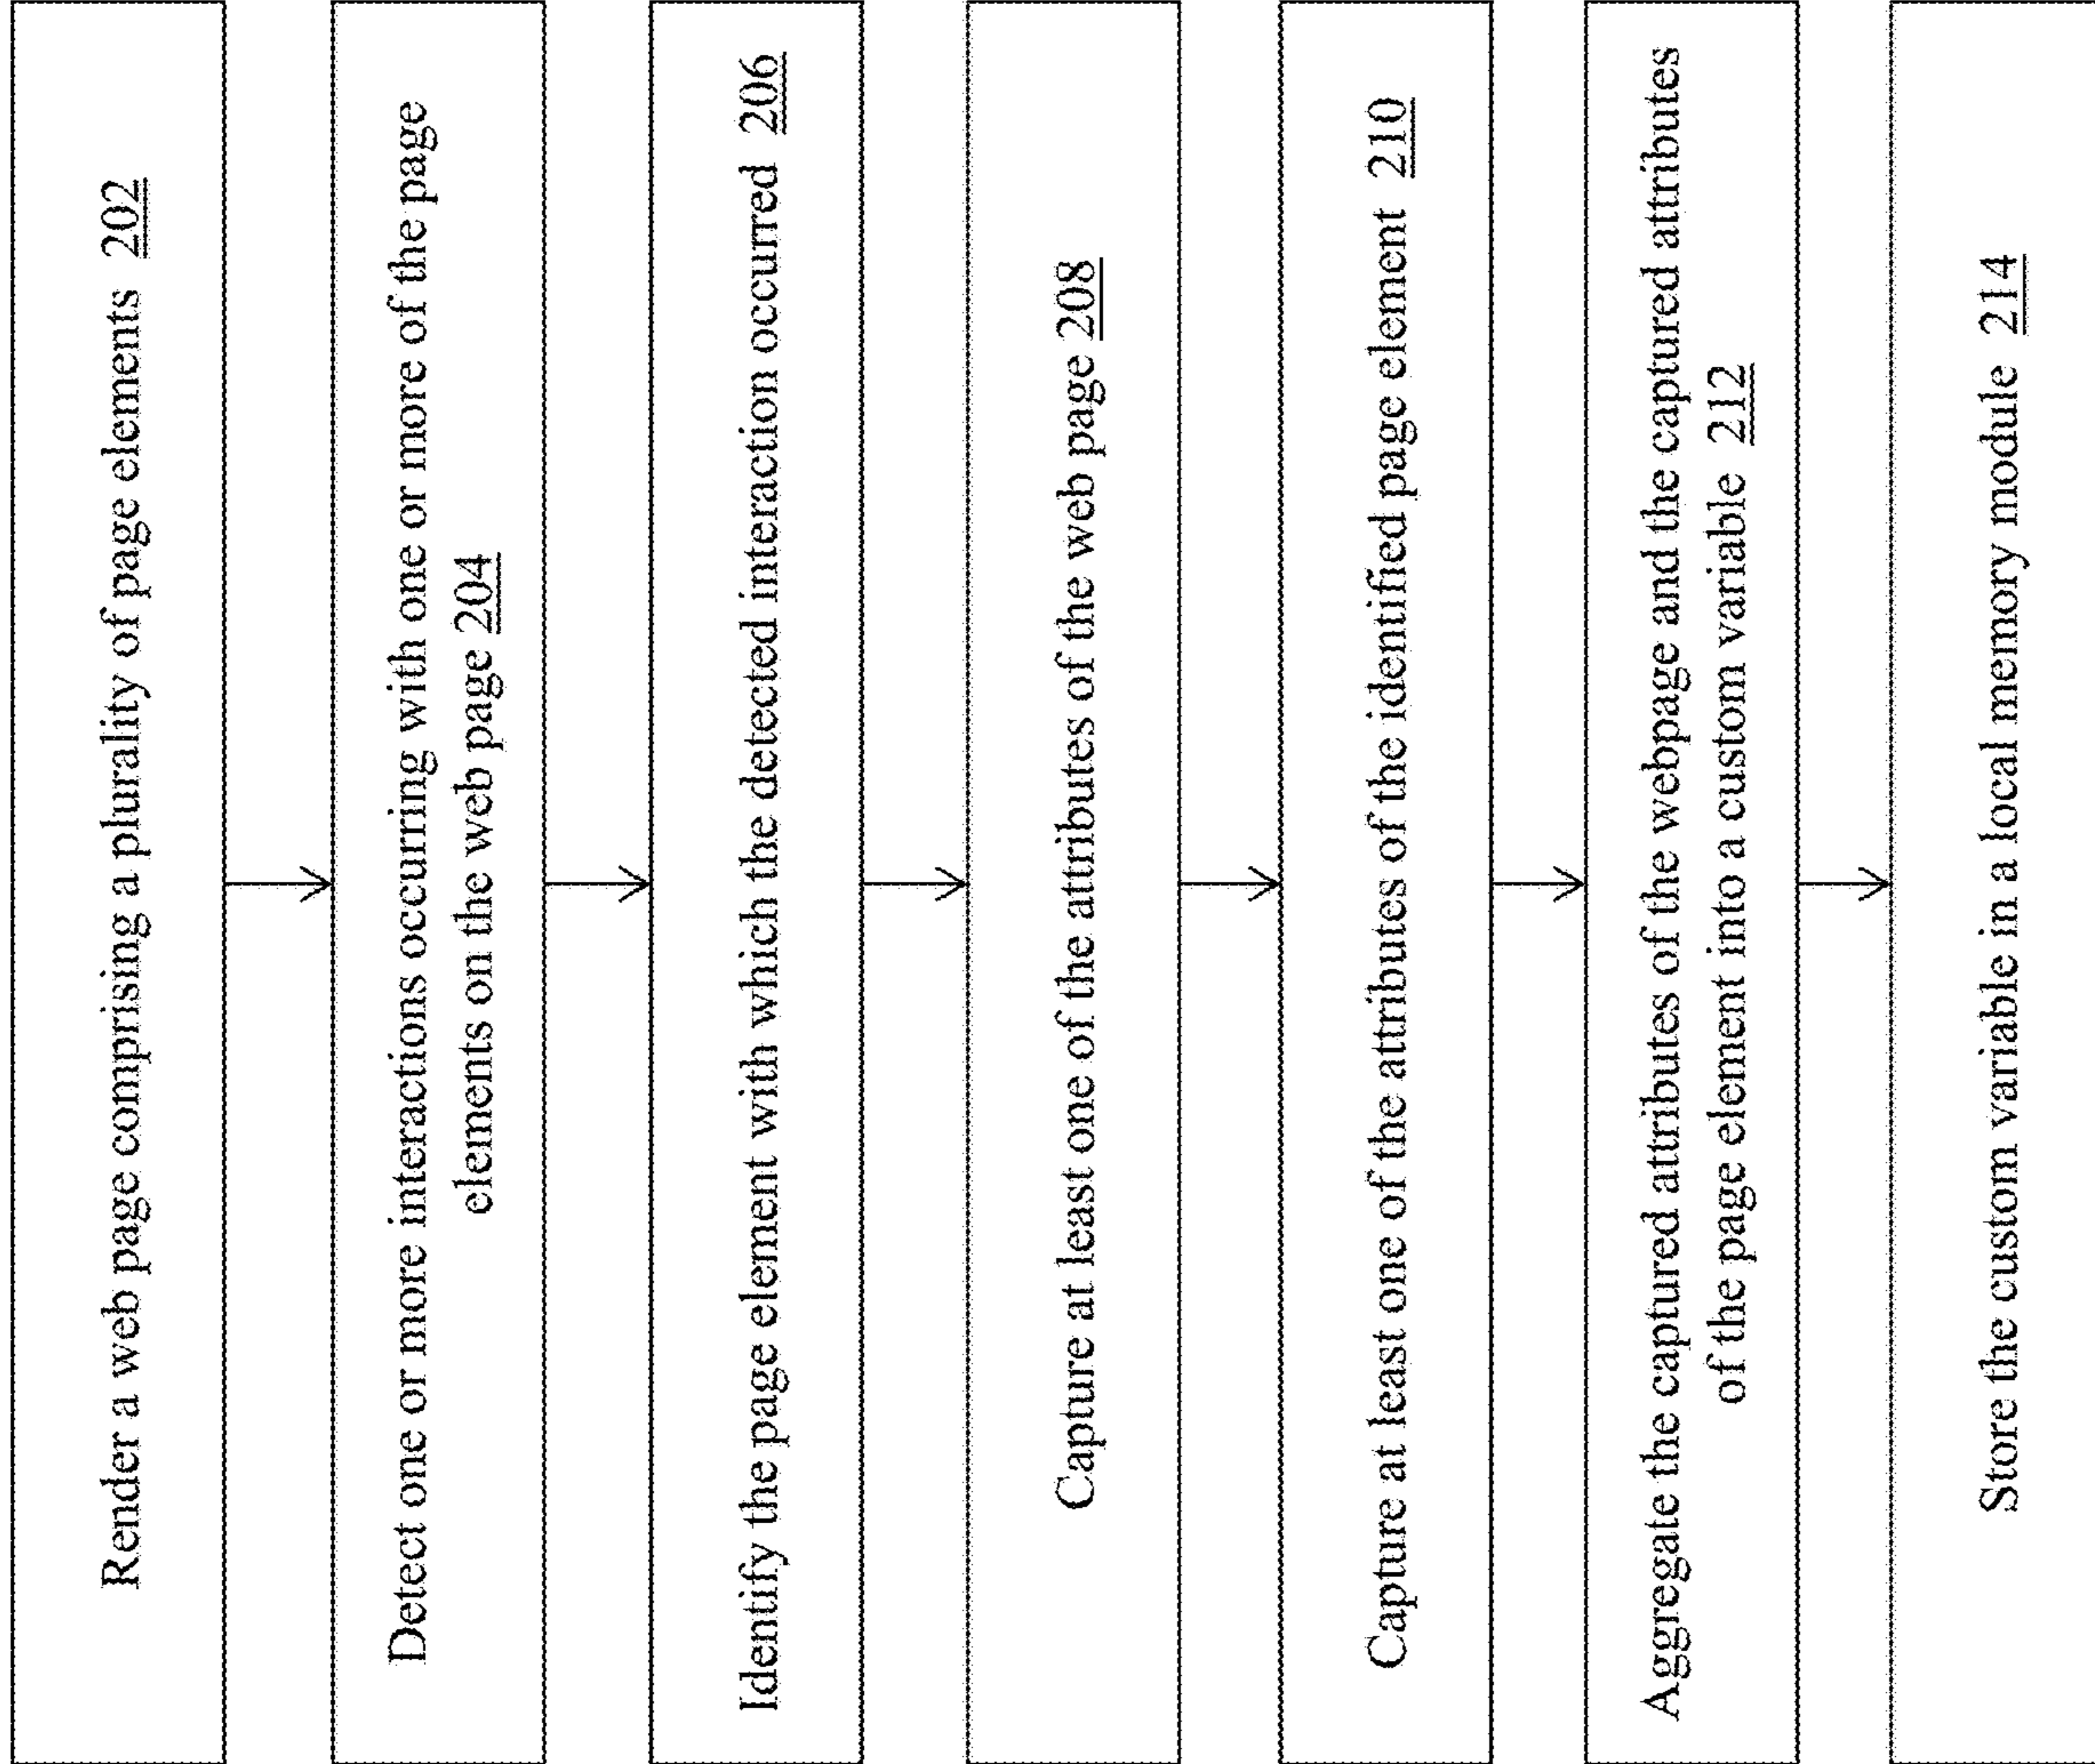 Render a web page comprising a plurality of page elements 202
Detect one or more interactions occurring with one or more of the page
elements on the web page 204
Identify the page element with which the detected interaction occurred 206
Capture at least one of the attributes of the web page 208
Capture at least one of the attributes of the identified page element 210
Aggregate the captured attributes of the webpage and the captured attributes
of the page element into a custom variable 212
Store the custom variable in a local memory module 214